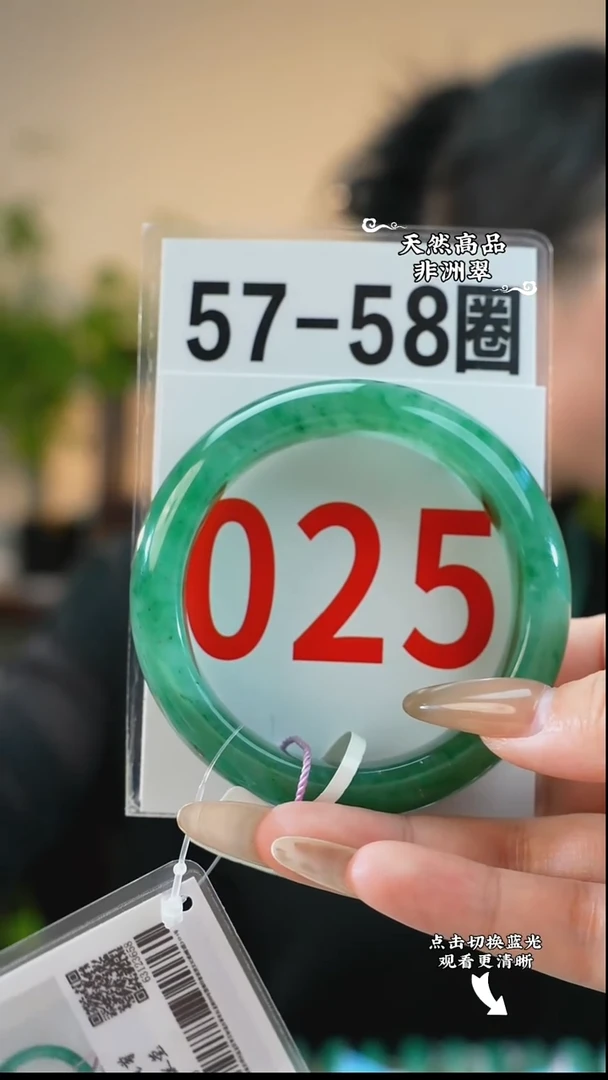 天然高品
非洲翠
57-58圈
025
点击切换蓝光
观看更清晰